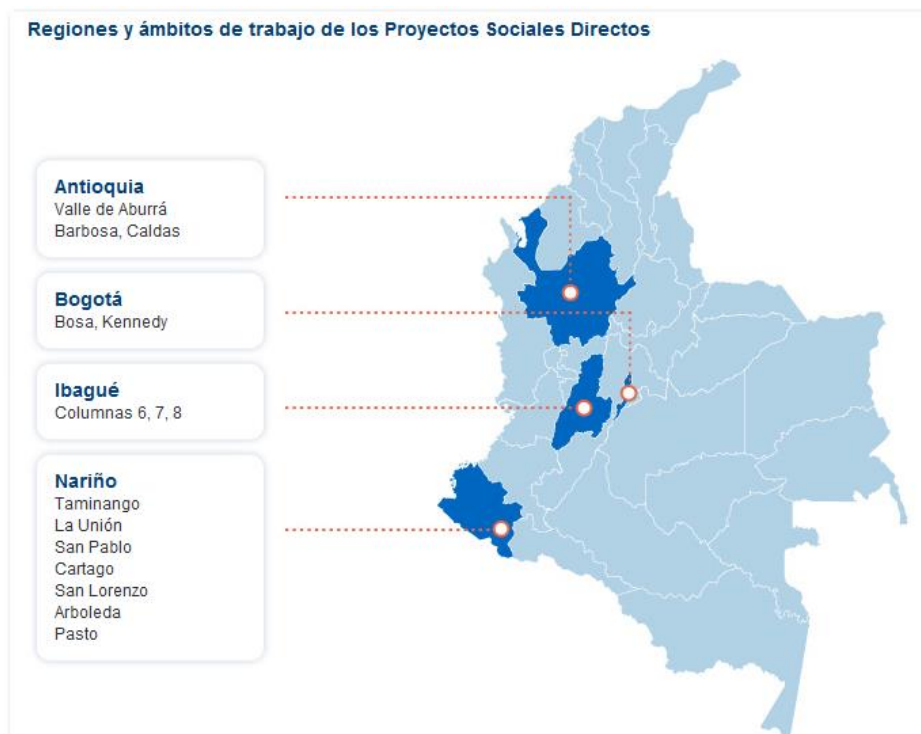 Regiones y ámbitos de trabajo de los Proyectos Sociales Directos
Antioquia
Valle de Aburrá
Barbosa, Caldas
Bogotá
Bosa, Kennedy
Ibagué
Columnas 6, 7, 8
Nariño
Taminango
La Unión
San Pablo
Cartago
San Lorenzo
Arboleda
Pasto